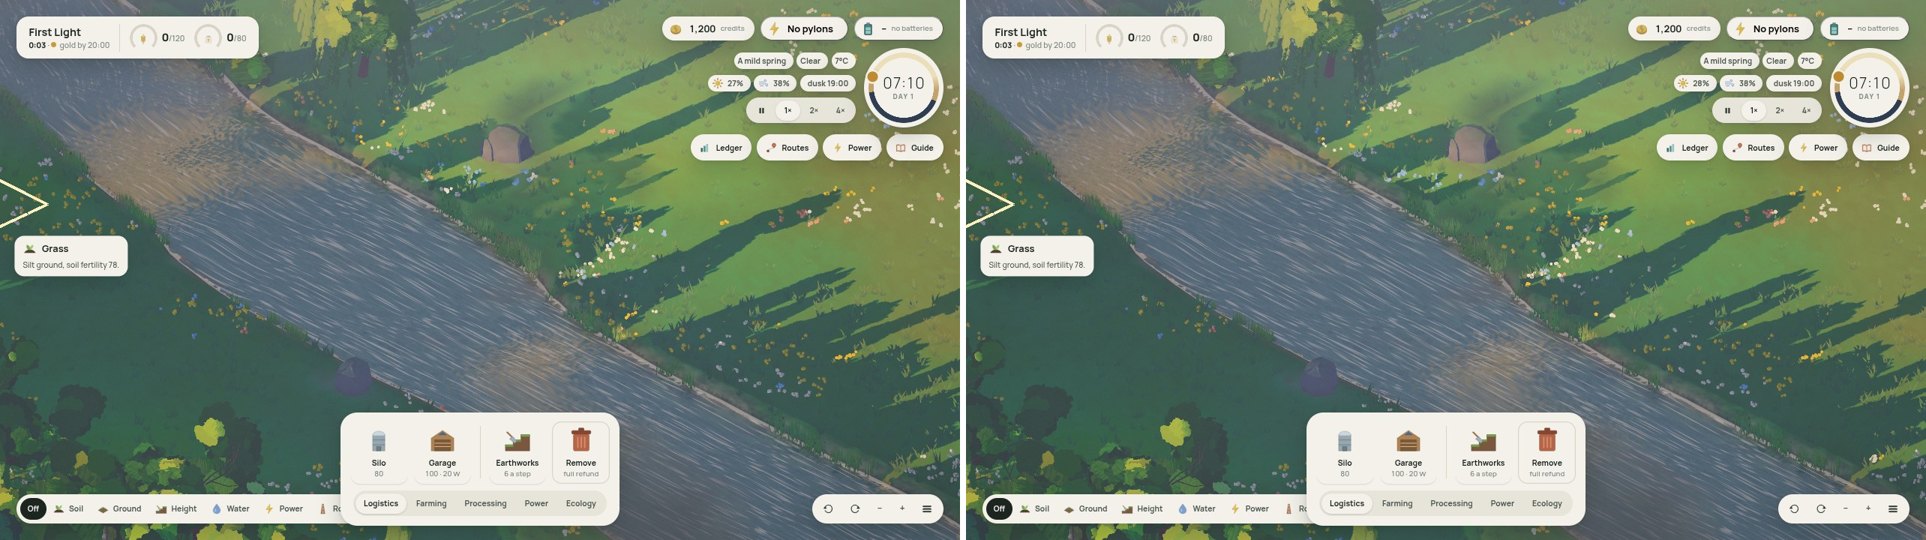 First Light
0:03 · gold by 20:00
0/120
0/80
1,200 credits
No pylons
– no batteries
A mild spring
Clear
7°C
27%
38%
dusk 19:00
1×
2×
4×
07:10
DAY 1
Ledger
Routes
Power
Guide
Grass
Silt ground, soil fertility 78.
Silo
80
Garage
100 · 20 W
Earthworks
6 a step
Remove
full refund
Logistics
Farming
Processing
Power
Ecology
Off
Soil
Ground
Height
Water
Power
First Light
0:03 · gold by 20:00
0/120
0/80
1,200 credits
No pylons
– no batteries
A mild spring
Clear
7°C
28%
38%
dusk 19:00
1×
2×
4×
07:10
DAY 1
Ledger
Routes
Power
Guide
Grass
Silt ground, soil fertility 78.
Silo
80
Garage
100 · 20 W
Earthworks
6 a step
Remove
full refund
Logistics
Farming
Processing
Power
Ecology
Off
Soil
Ground
Height
Water
Power